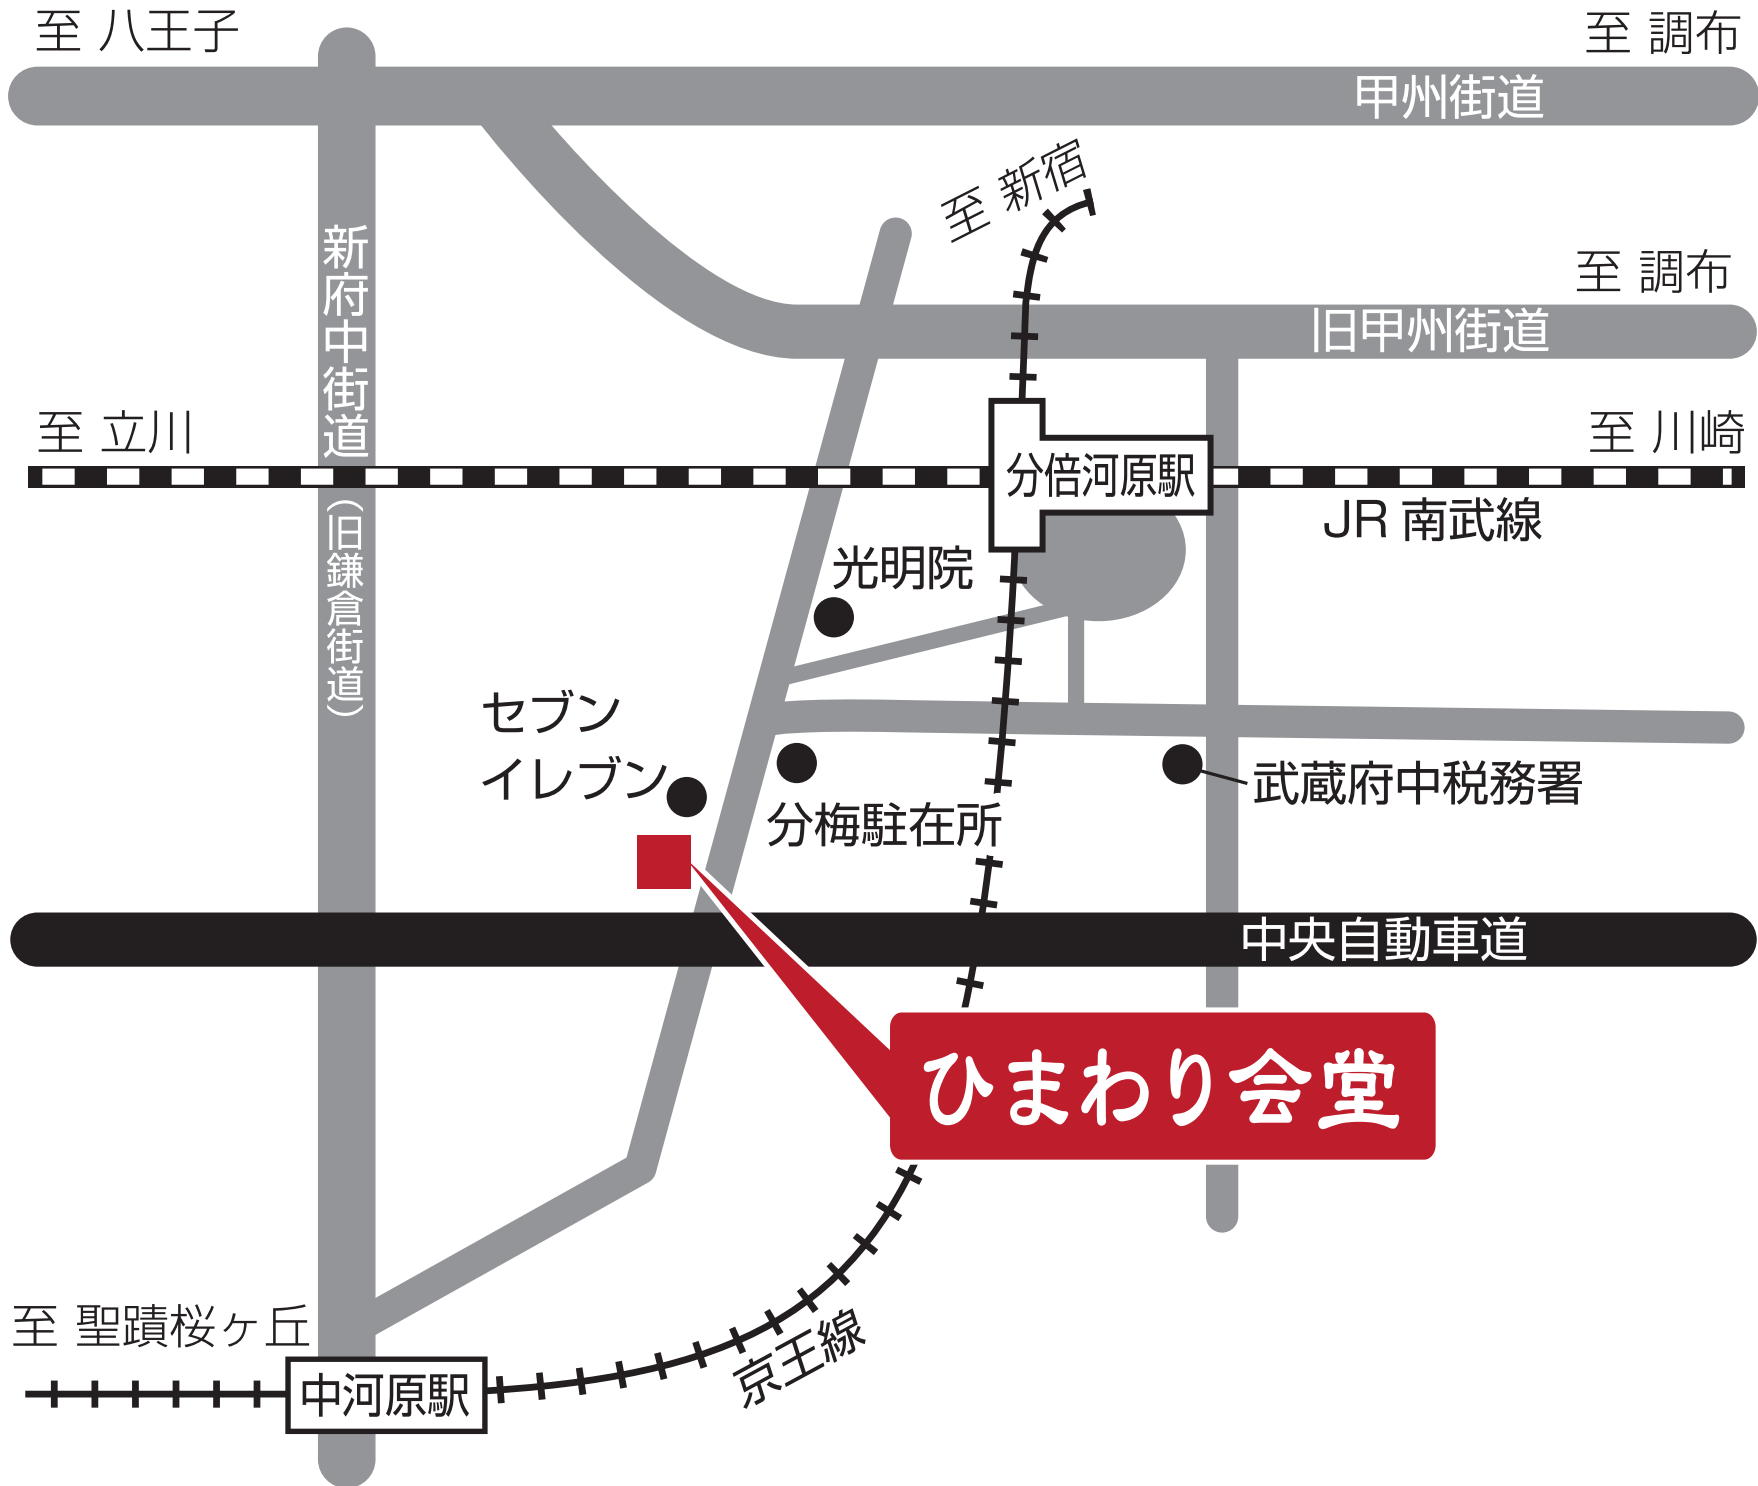 至 八王子
至 調布
甲州街道
至 新宿
新府中街道
(旧鎌倉街道)
至 調布
旧甲州街道
至 立川
至 川崎
分倍河原駅
JR 南武線
光明院
セブン
イレブン
分梅駐在所
武蔵府中税務署
中央自動車道
ひまわり会堂
至 聖蹟桜ヶ丘
中河原駅
京王線